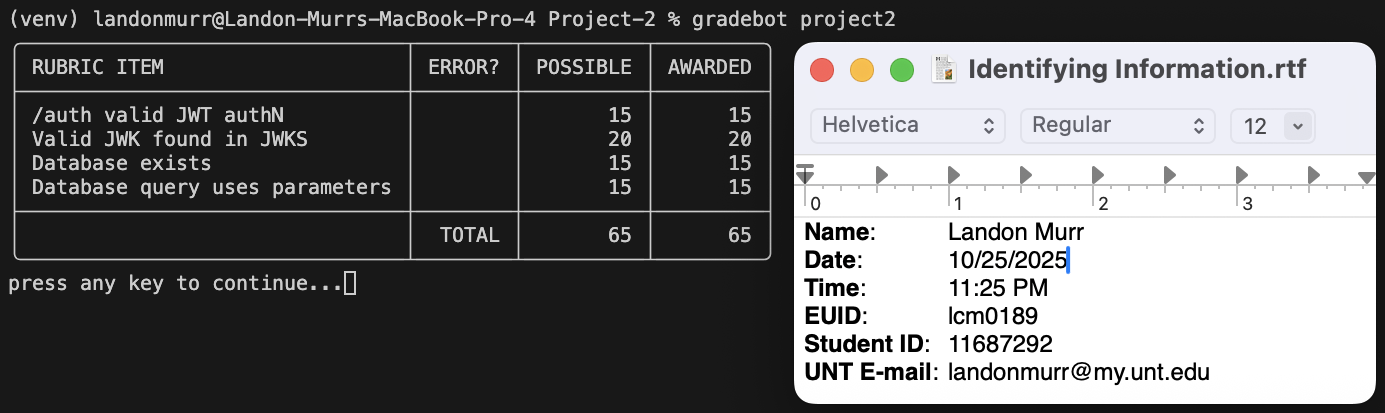 (venv) landonmurr@Landon-Murrs-MacBook-Pro-4 Project-2 % gradebot project2
RUBRIC ITEM ERROR? POSSIBLE AWARDED
/auth valid JWT authN 15 15
Valid JWK found in JWKS 20 20
Database exists 15 15
Database query uses parameters 15 15
TOTAL 65 65
press any key to continue...
Identifying Information.rtf
Helvetica Regular 12
0 1 2 3
Name: Landon Murr
Date: 10/25/2025
Time: 11:25 PM
EUID: lcm0189
Student ID: 11687292
UNT E-mail: landonmurr@my.unt.edu